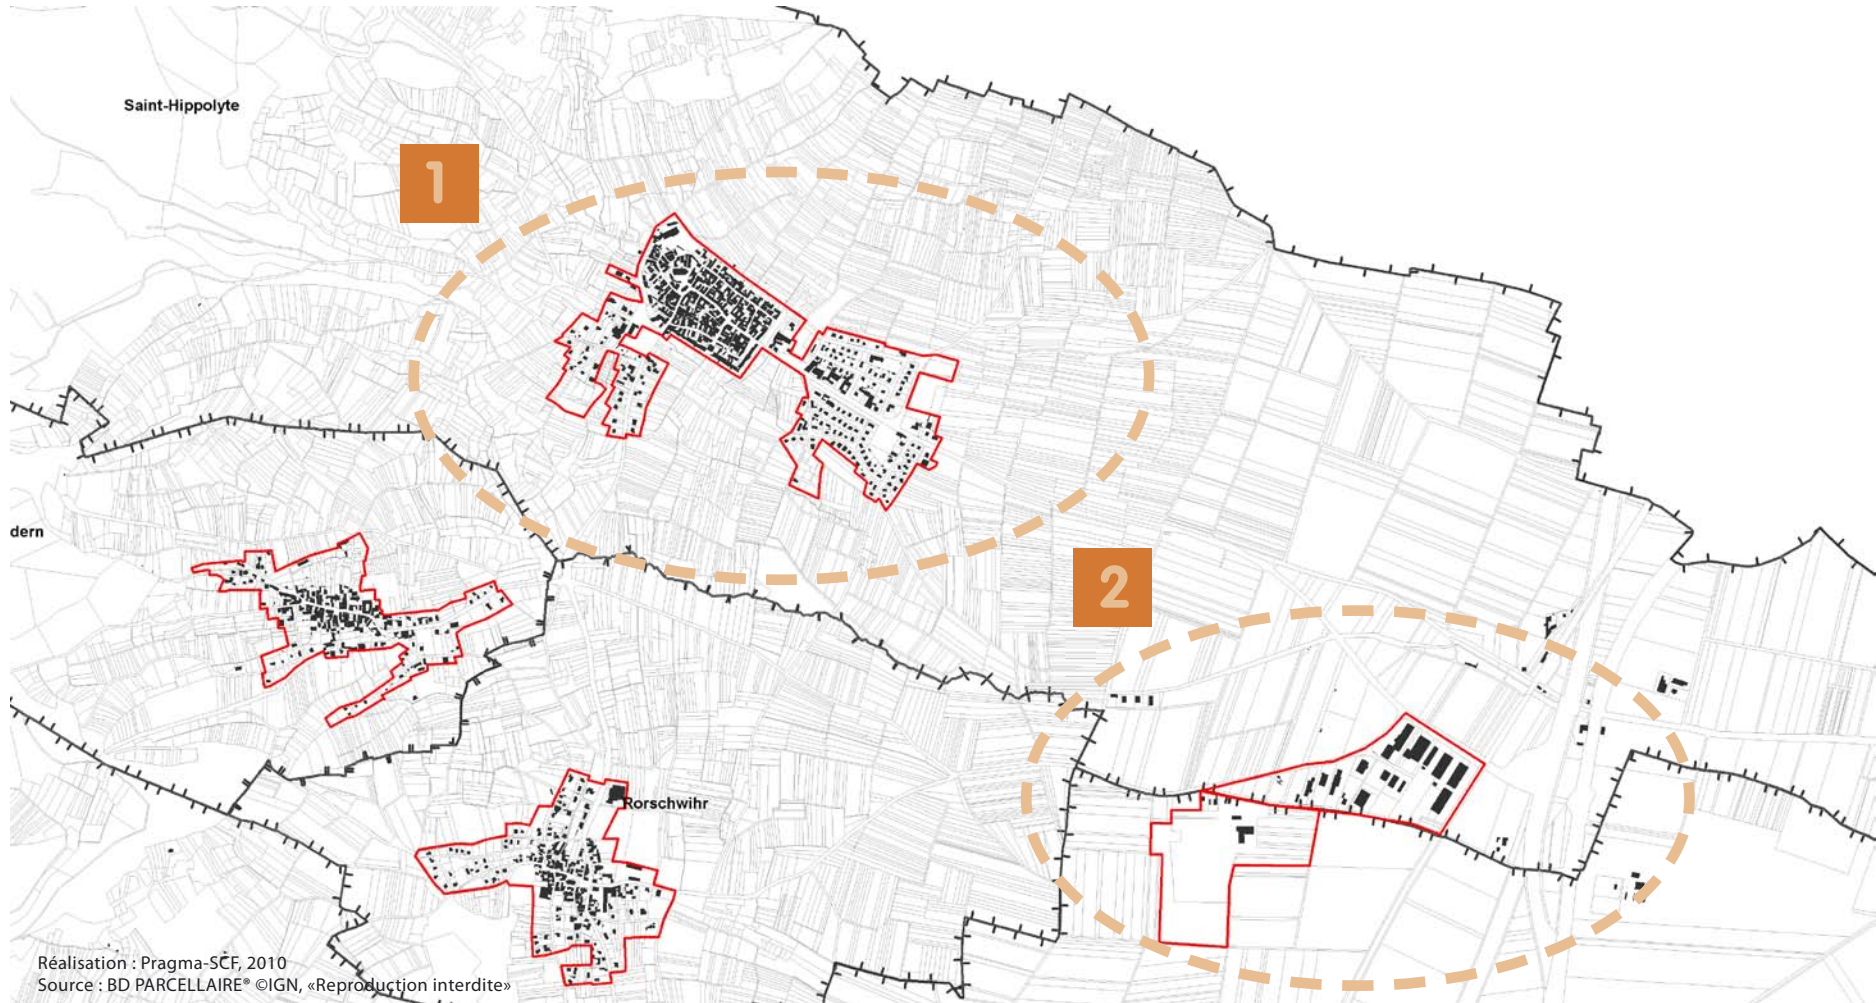 Saint-Hippolyte
1
dern
2
Rorschwihr
Réalisation : Pragma-SCF, 2010
Source : BD PARCELLAIRE® ©IGN, «Reproduction interdite»